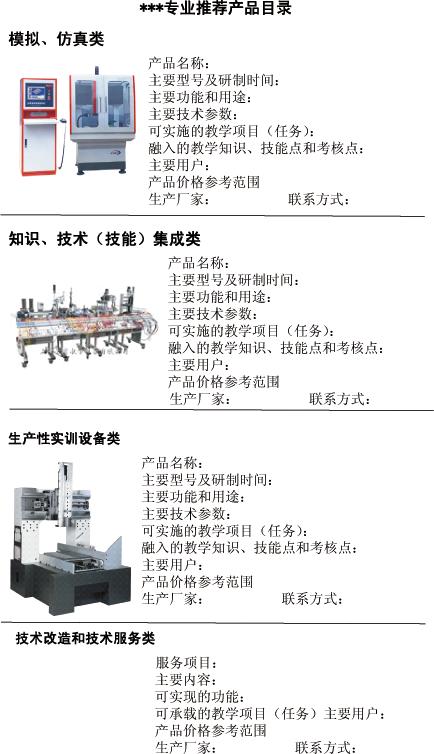 ***专业推荐产品目录
模拟、仿真类
产品名称：
主要型号及研制时间：
主要功能和用途：
主要技术参数：
可实施的教学项目（任务）：
融入的教学知识、技能点和考核点：
主要用户：
产品价格参考范围
生产厂家： 联系方式：
知识、技术（技能）集成类
产品名称：
主要型号及研制时间：
主要功能和用途：
主要技术参数：
可实施的教学项目（任务）：
融入的教学知识、技能点和考核点：
主要用户：
产品价格参考范围
生产厂家： 联系方式：
生产性实训设备类
产品名称：
主要型号及研制时间：
主要功能和用途：
主要技术参数：
可实施的教学项目（任务）：
融入的教学知识、技能点和考核点：
主要用户：
产品价格参考范围
生产厂家： 联系方式：
技术改造和技术服务类
服务项目：
主要内容：
可实现的功能：
可承载的教学项目（任务）主要用户：
产品价格参考范围
生产厂家： 联系方式：